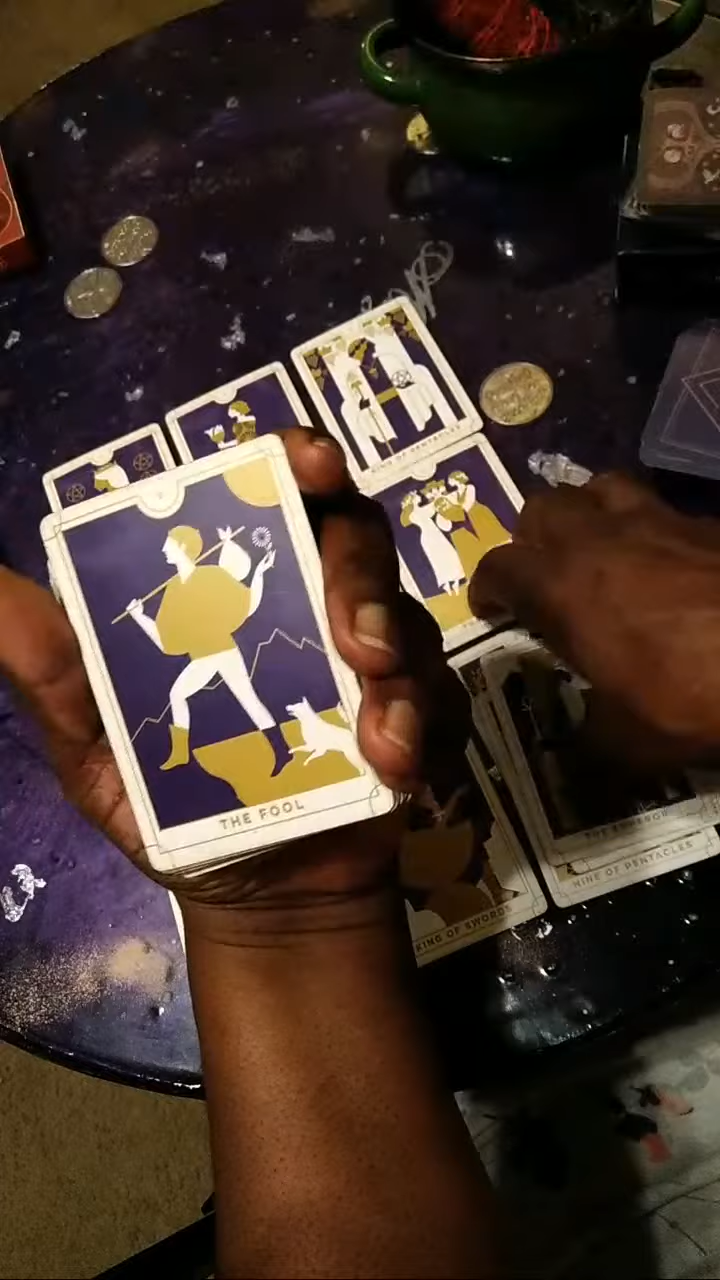 KING OF PENTACLES
THE FOOL
THE EMPEROR
NINE OF PENTACLES
KING OF SWORDS